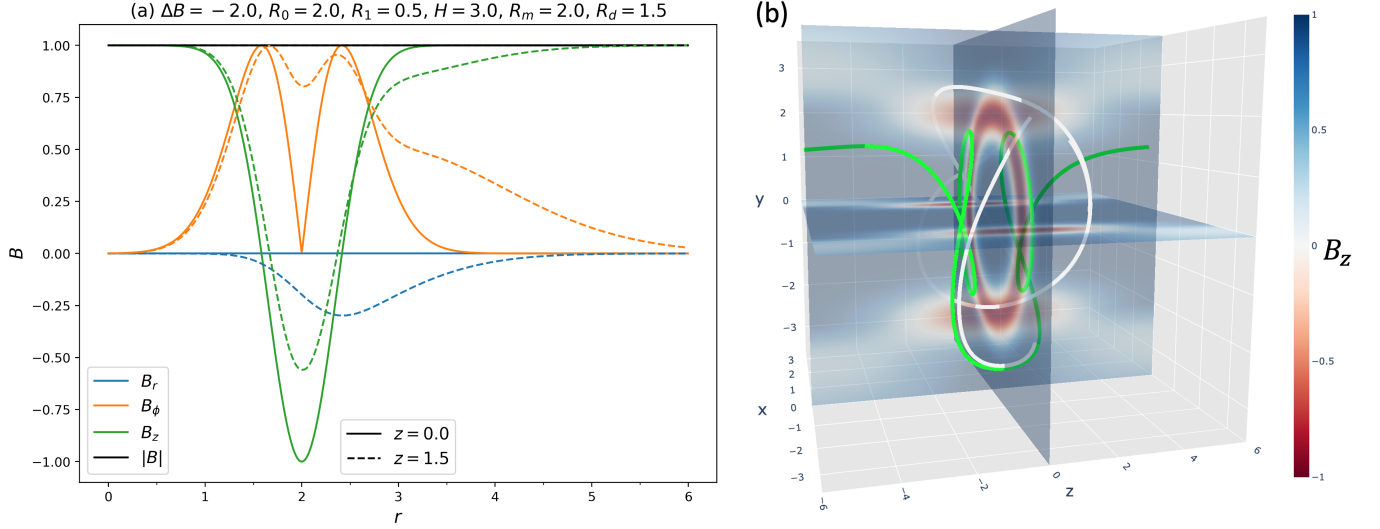 (a) ΔB = −2.0, R_0 = 2.0, R_1 = 0.5, H = 3.0, R_m = 2.0, R_d = 1.5
1.00
0.75
0.50
0.25
0.00
−0.25
−0.50
−0.75
−1.00
B
B_r
B_ϕ
B_z
|B|
z = 0.0
z = 1.5
0 1 2 3 4 5 6
r
(b)
3
2
1
y 0
−1
−2
−3
3
2
1
x 0
−1
−2
−3
−6 −4 −2 0 2 4 6
z
1
0.5
0
−0.5
−1
B_z